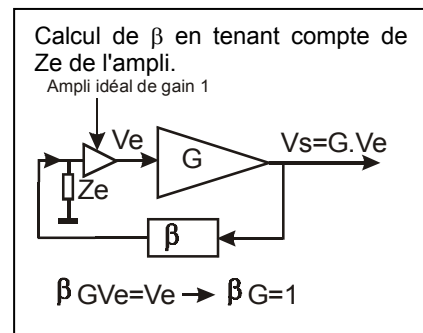 Calcul de β en tenant compte de
Ze de l'ampli.
Ampli idéal de gain 1
Ve
G
Vs=G.Ve
Ze
β
β GVe=Ve → β G=1